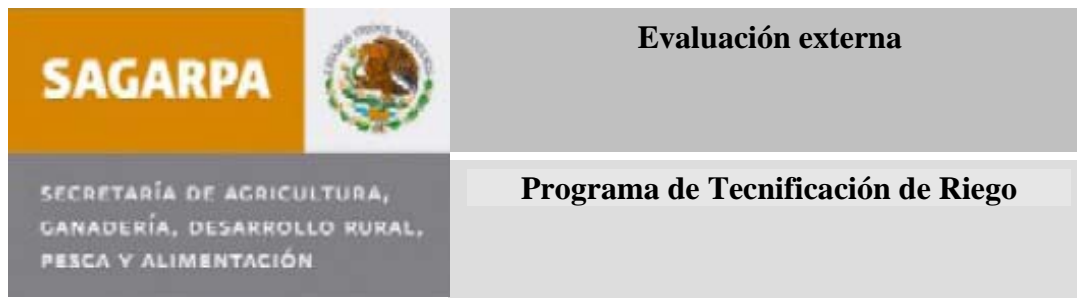 SAGARPA
SECRETARÍA DE AGRICULTURA,
GANADERÍA, DESARROLLO RURAL,
PESCA Y ALIMENTACIÓN
Evaluación externa
Programa de Tecnificación de Riego